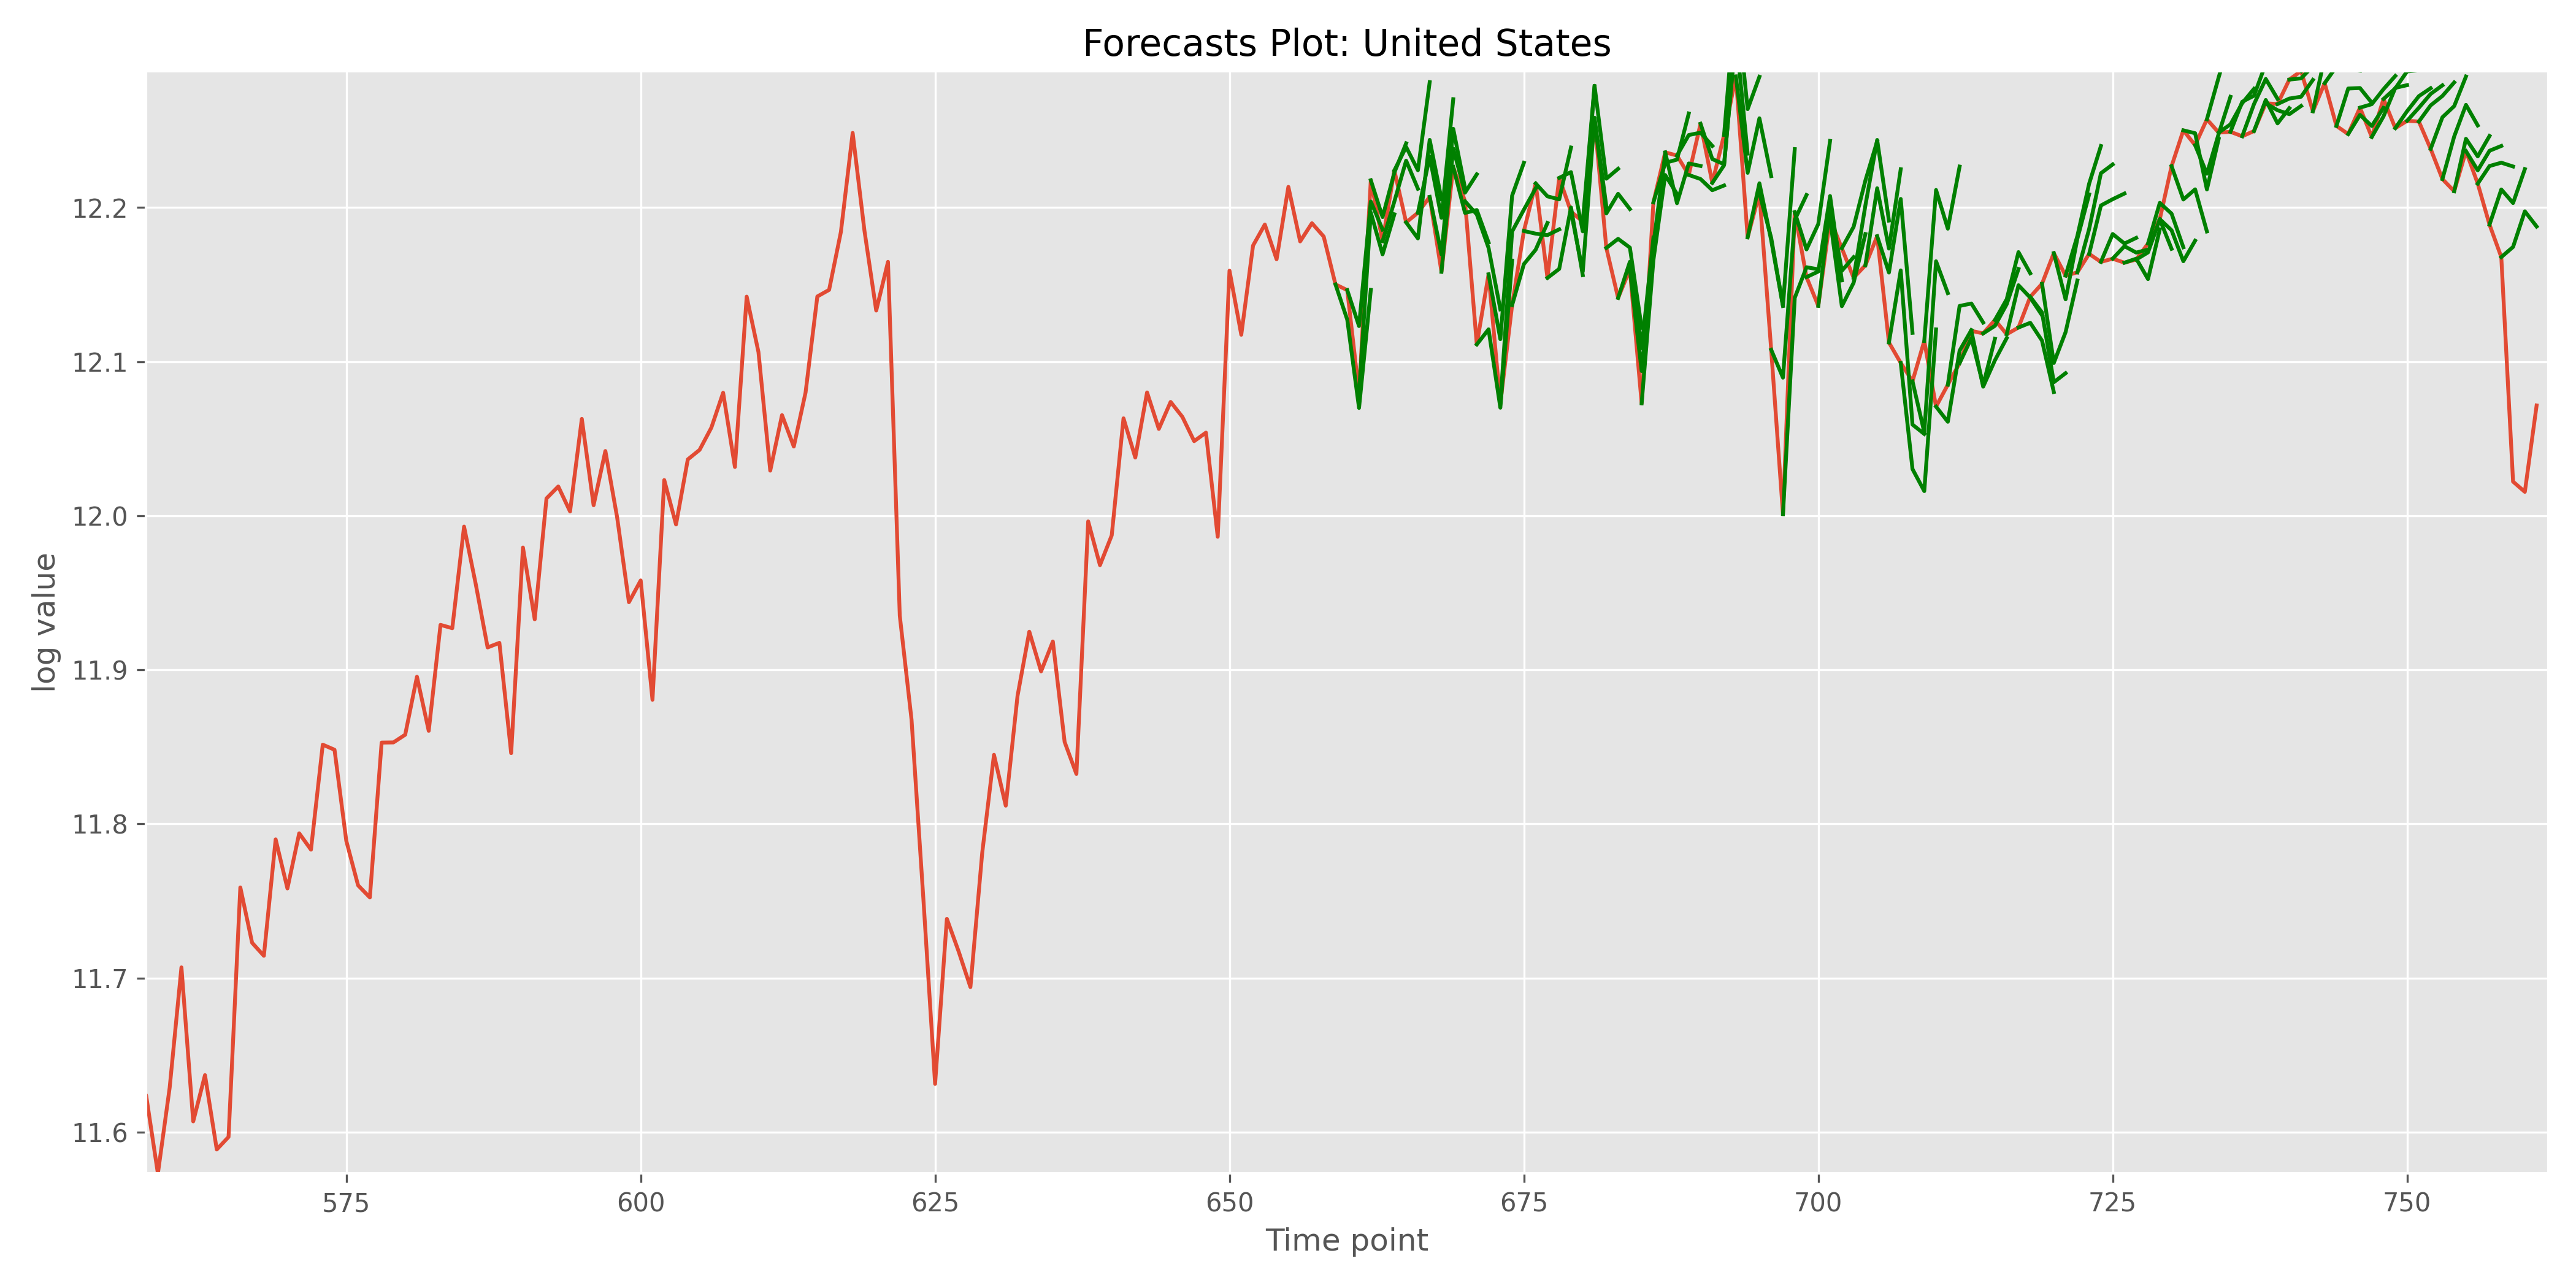 Forecasts Plot: United States
12.2
12.1
12.0
11.9
11.8
11.7
11.6
log value
575 600 625 650 675 700 725 750
Time point